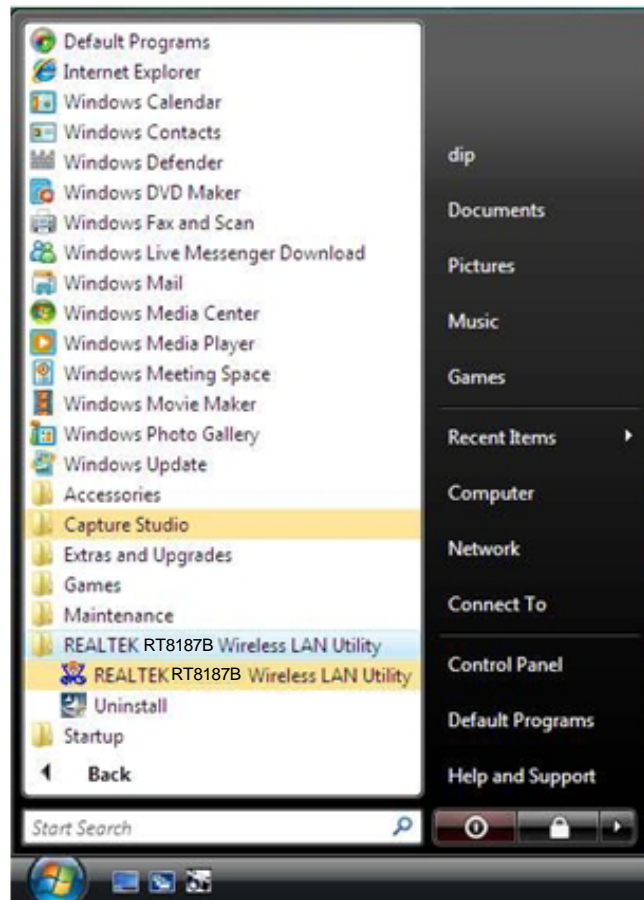 Default Programs
Internet Explorer
Windows Calendar
Windows Contacts
Windows Defender
Windows DVD Maker
Windows Fax and Scan
Windows Live Messenger Download
Windows Mail
Windows Media Center
Windows Media Player
Windows Meeting Space
Windows Movie Maker
Windows Photo Gallery
Windows Update
Accessories
Capture Studio
Extras and Upgrades
Games
Maintenance
REALTEK RT8187B Wireless LAN Utility
REALTEK RT8187B Wireless LAN Utility
Uninstall
Startup
Back
Start Search
dip
Documents
Pictures
Music
Games
Recent Items
Computer
Network
Connect To
Control Panel
Default Programs
Help and Support